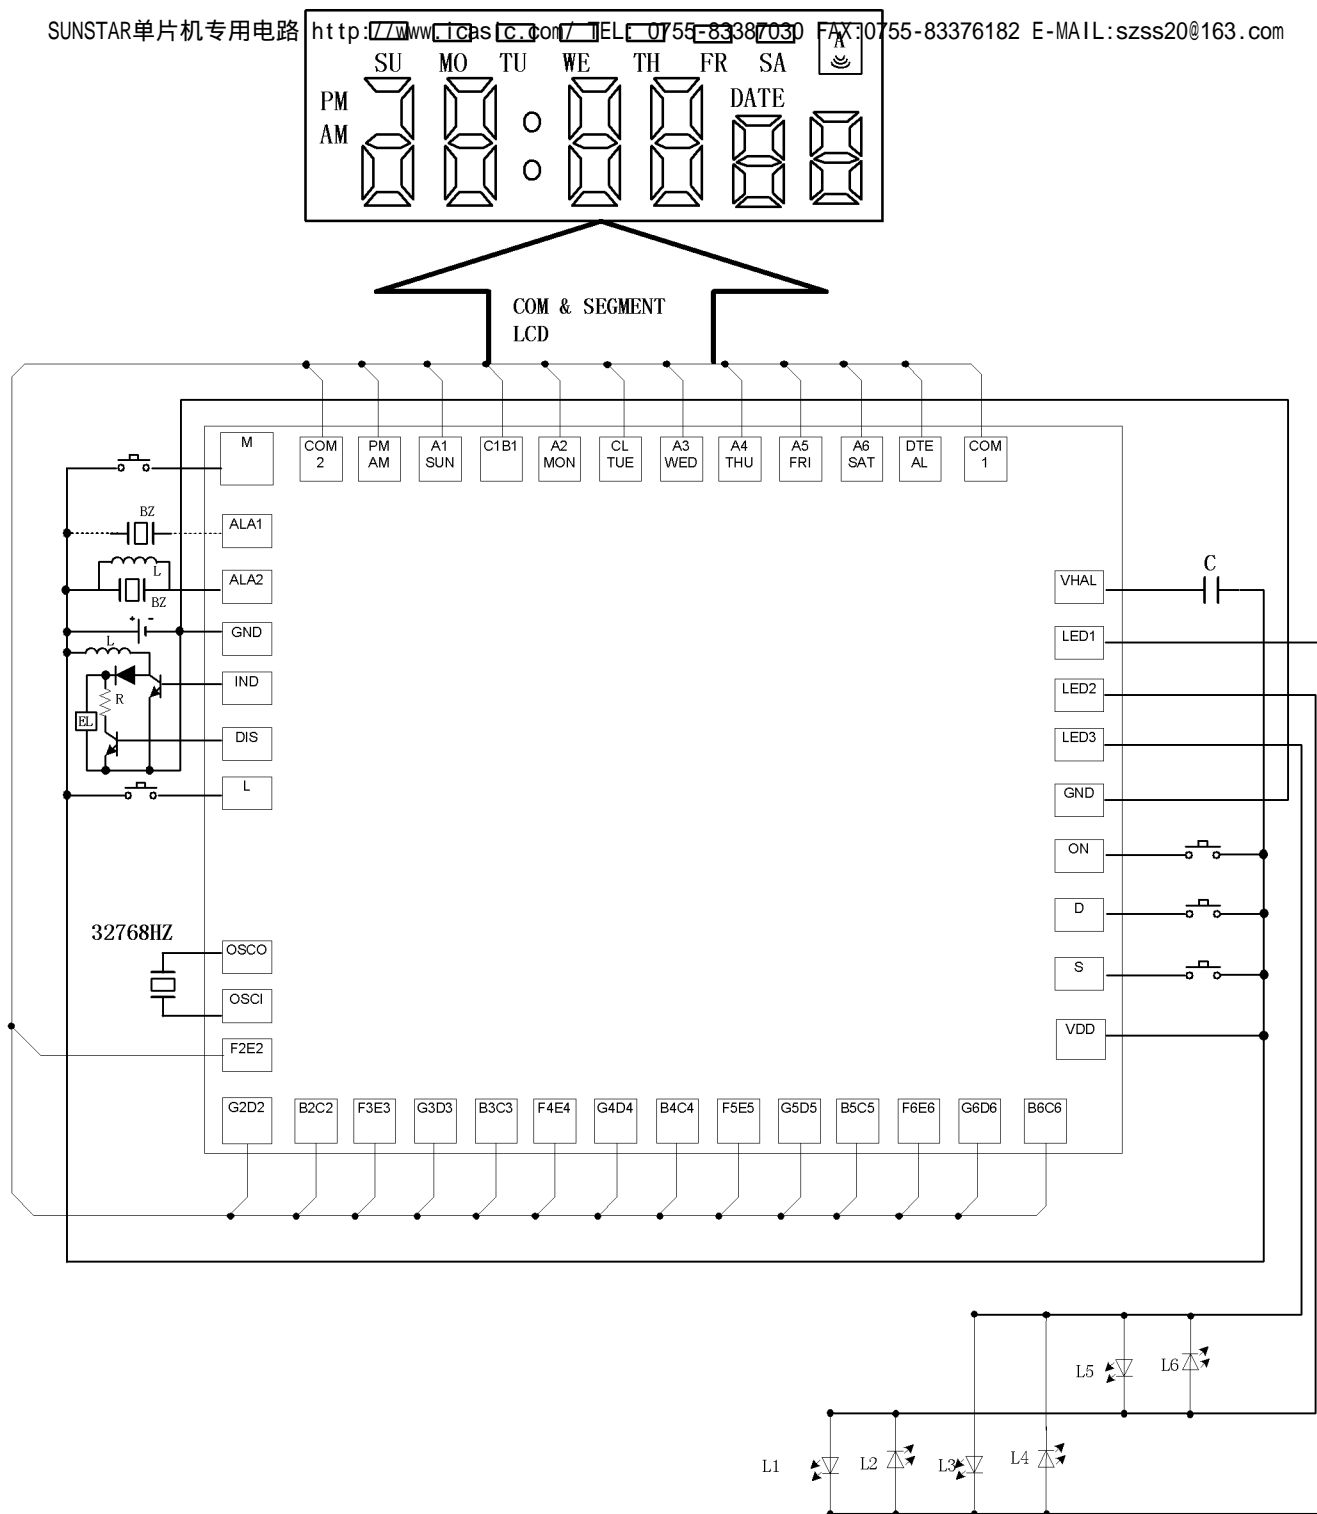 SUNSTAR单片机专用电路 http://www.icasic.com/ TEL: 0755-83387030 FAX:0755-83376182 E-MAIL:szss20@163.com
A
SU MO TU WE TH FR SA
PM
AM
DATE
COM & SEGMENT
LCD
M
COM
2
PM
AM
A1
SUN
C1B1
A2
MON
CL
TUE
A3
WED
A4
THU
A5
FRI
A6
SAT
DTE
AL
COM
1
BZ
ALA1
L
BZ
ALA2
+ -
GND
L
IND
R
EL
DIS
L
32768HZ
OSCO
OSCI
F2E2
C
VHAL
LED1
LED2
LED3
GND
ON
D
S
VDD
G2D2 B2C2 F3E3 G3D3 B3C3 F4E4 G4D4 B4C4 F5E5 G5D5 B5C5 F6E6 G6D6 B6C6
L5 L6
L1 L2 L3 L4